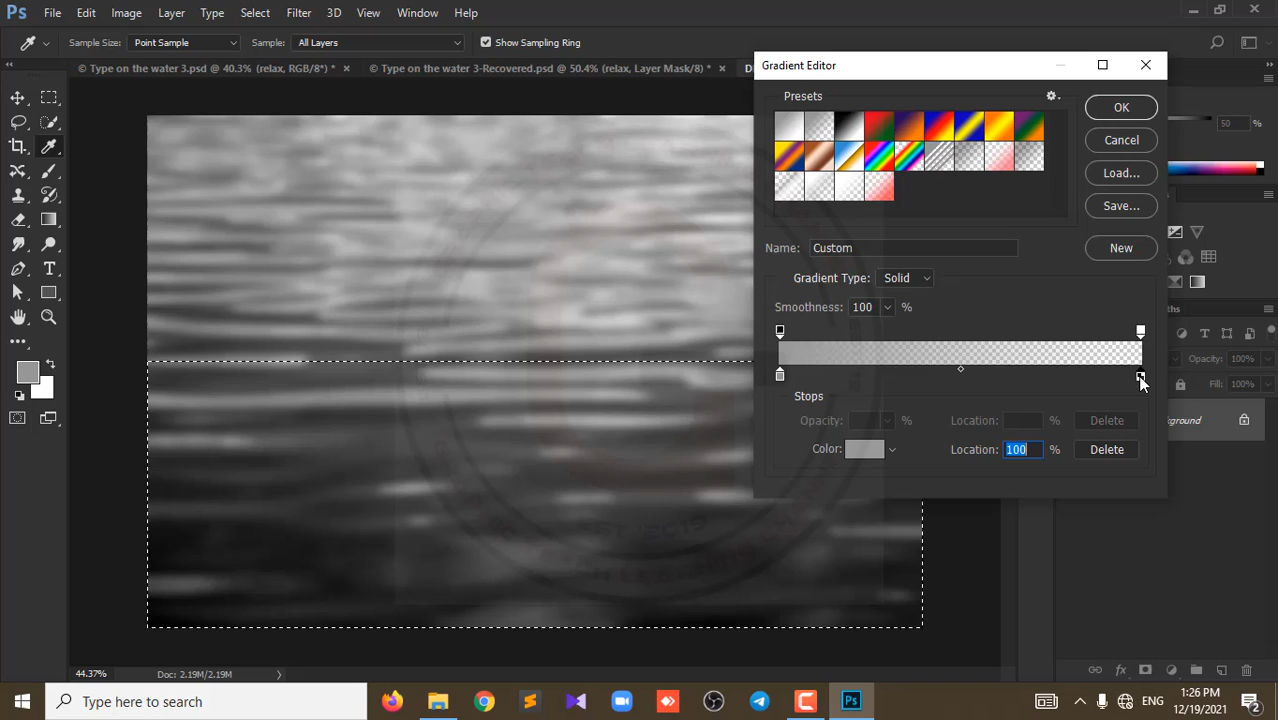 Ps File Edit Image Layer Type Select Filter 3D View Window Help
Sample Size: Point Sample Sample: All Layers Show Sampling Ring
© Type on the water 3.psd @ 40.3% (relax, RGB/8*) * × © Type on the water 3-Recovered.psd @ 50.4% (relax, Layer Mask/8) * ×
Gradient Editor
Presets
OK
Cancel
Load...
Save...
Name: Custom New
Gradient Type: Solid
Smoothness: 100 %
Stops
Opacity: % Location: % Delete
Color: Location: 100 % Delete
50 %
Opacity: 100%
Fill: 100%
44.37% Doc: 2.19M/2.19M
Type here to search
ENG
1:26 PM
12/19/2021
2